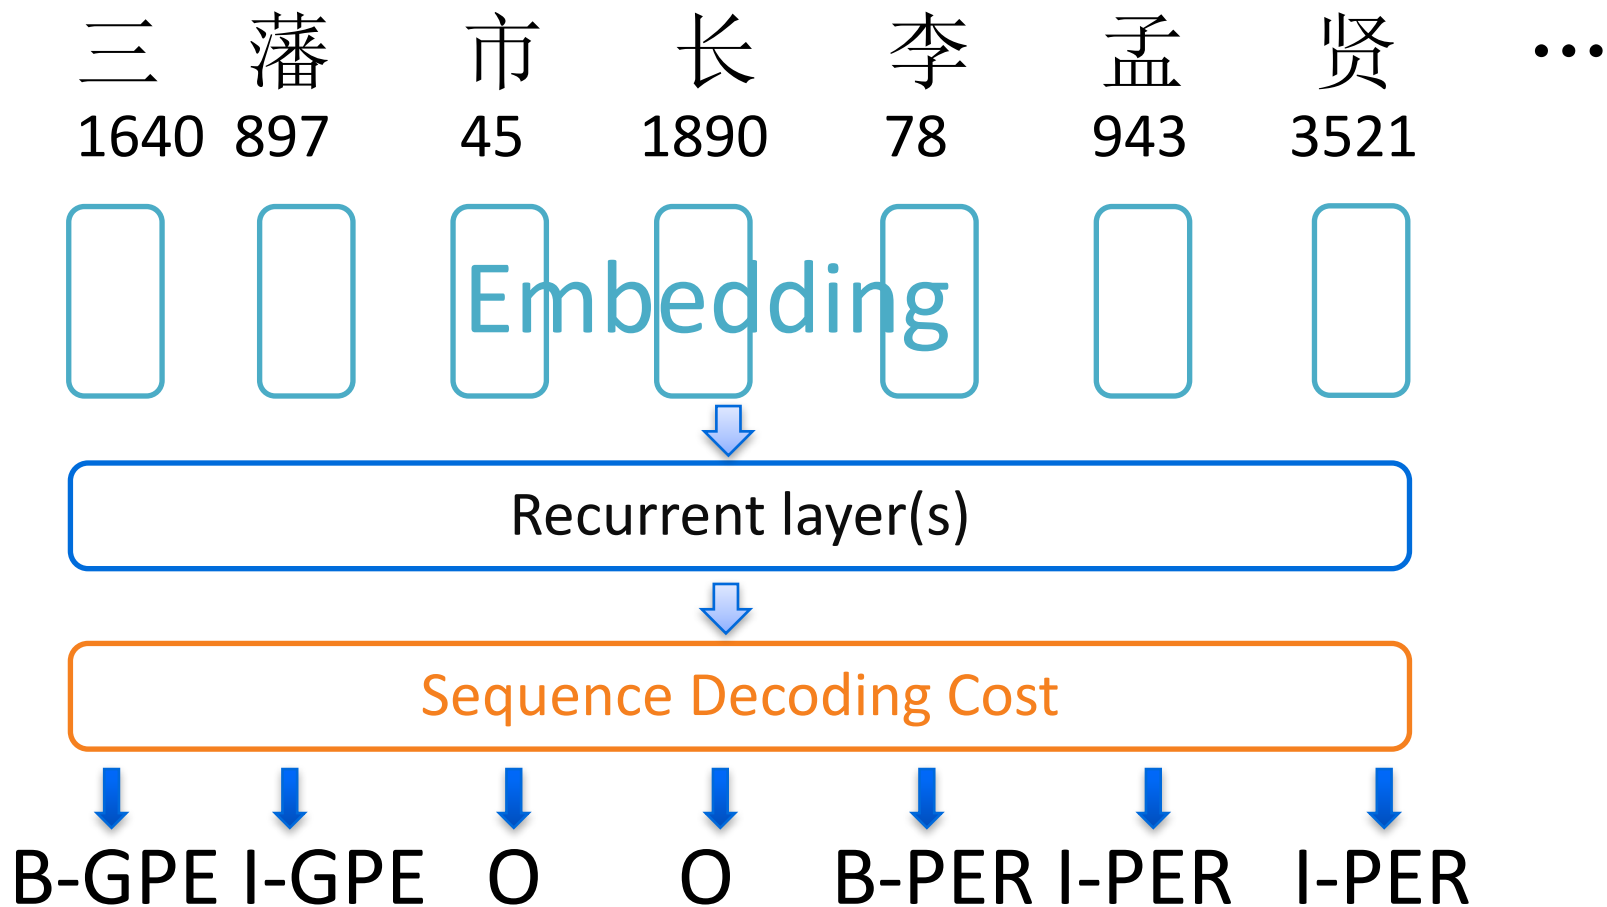 三 藩 市 长 李 孟 贤 …
1640 897 45 1890 78 943 3521
Embedding
Recurrent layer(s)
Sequence Decoding Cost
B-GPE I-GPE O O B-PER I-PER I-PER